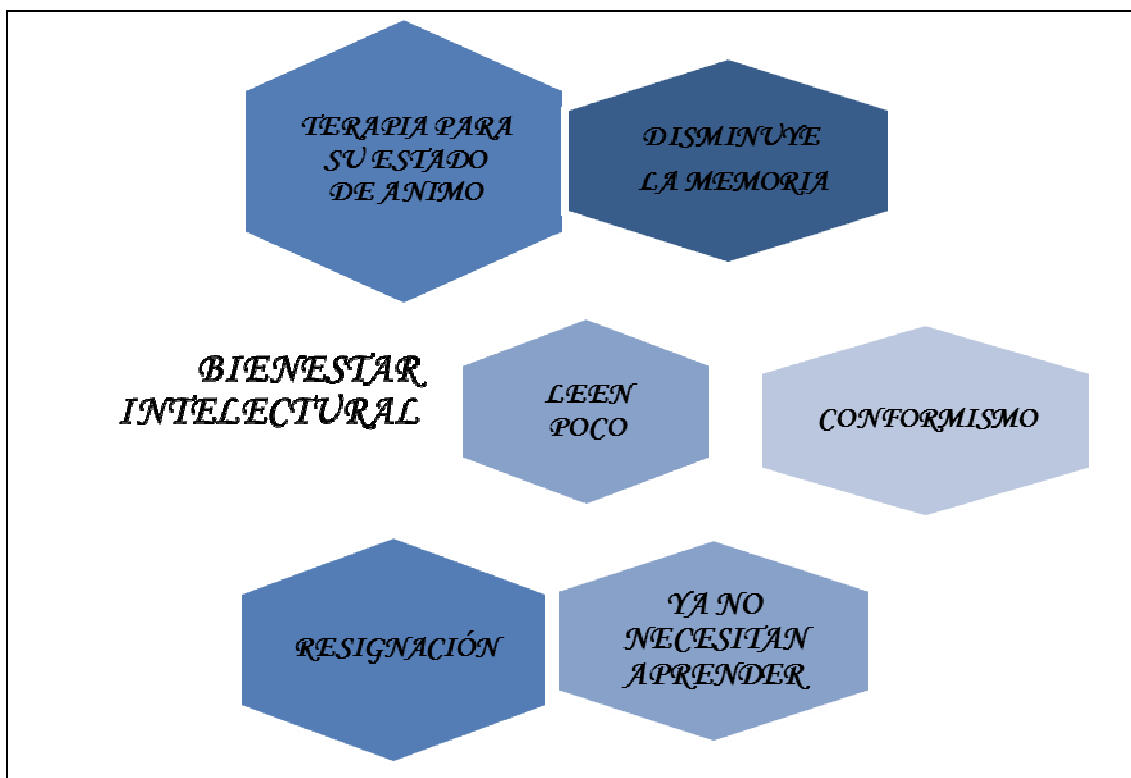 TERAPIA PARA
SU ESTADO
DE ANIMO
DISMINUYE
LA MEMORIA
BIENESTAR
INTELECTURAL
LEEN
POCO
CONFORMISMO
RESIGNACIÓN
YA NO
NECESITAN
APRENDER